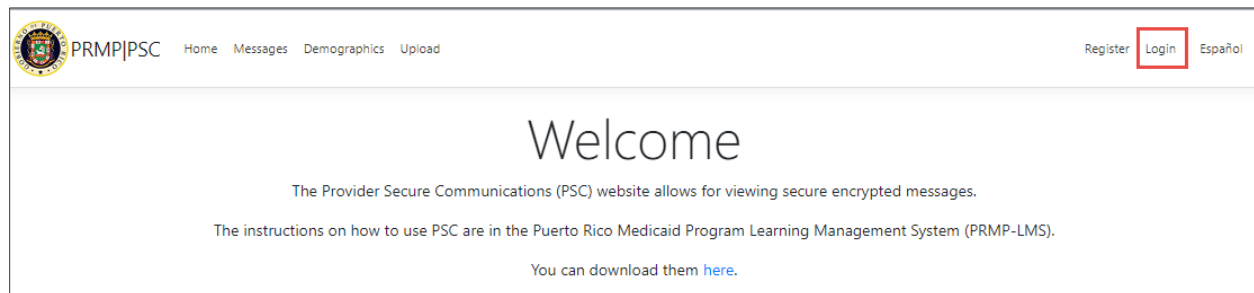 PRMP|PSC Home Messages Demographics Upload Register Login Español
Welcome
The Provider Secure Communications (PSC) website allows for viewing secure encrypted messages.
The instructions on how to use PSC are in the Puerto Rico Medicaid Program Learning Management System (PRMP-LMS).
You can download them here.